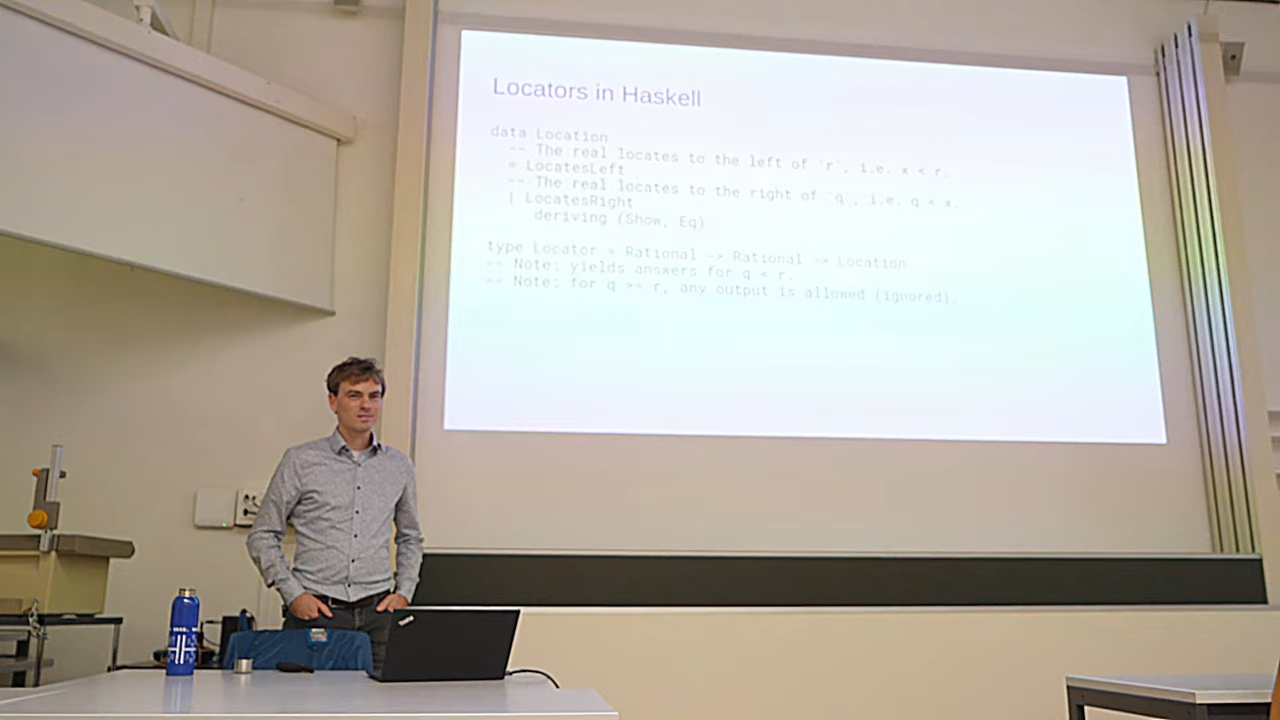 Locators in Haskell
data Location
-- The real locates to the left of `r`, i.e. x < r.
= LocatesLeft
-- The real locates to the right of `q`, i.e. q < x.
| LocatesRight
deriving (Show, Eq)
type Locator = Rational -> Rational -> Location
-- Note: yields answers for q < r.
-- Note: for q >= r, any output is allowed (ignored).